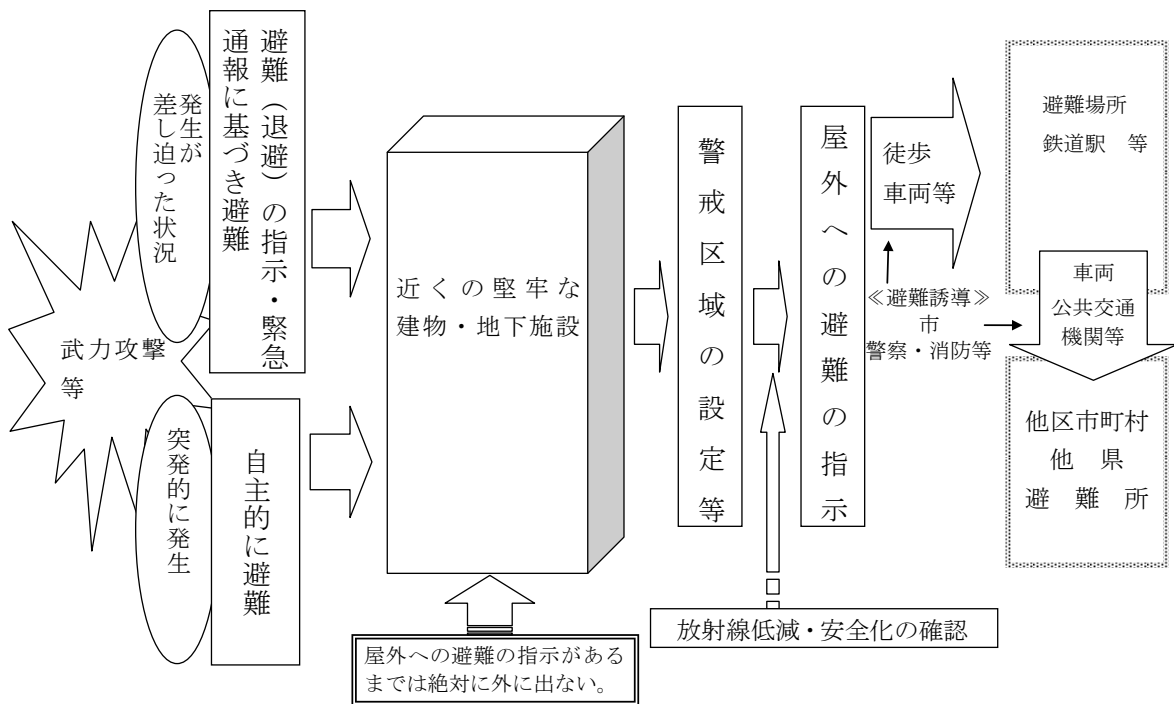 武力攻撃
等
発生が
差し迫った状況
避難（退避）の指示・緊急
通報に基づき避難
突発的に発生
自主的に避難
近くの堅牢な
建物・地下施設
屋外への避難の指示がある
までは絶対に外に出ない。
警戒区域の設定等
放射線低減・安全化の確認
屋外への避難の指示
徒歩
車両等
≪避難誘導≫
市
警察・消防等
避難場所
鉄道駅　等
車両
公共交通
機関等
他区市町村
他　県
避　難　所